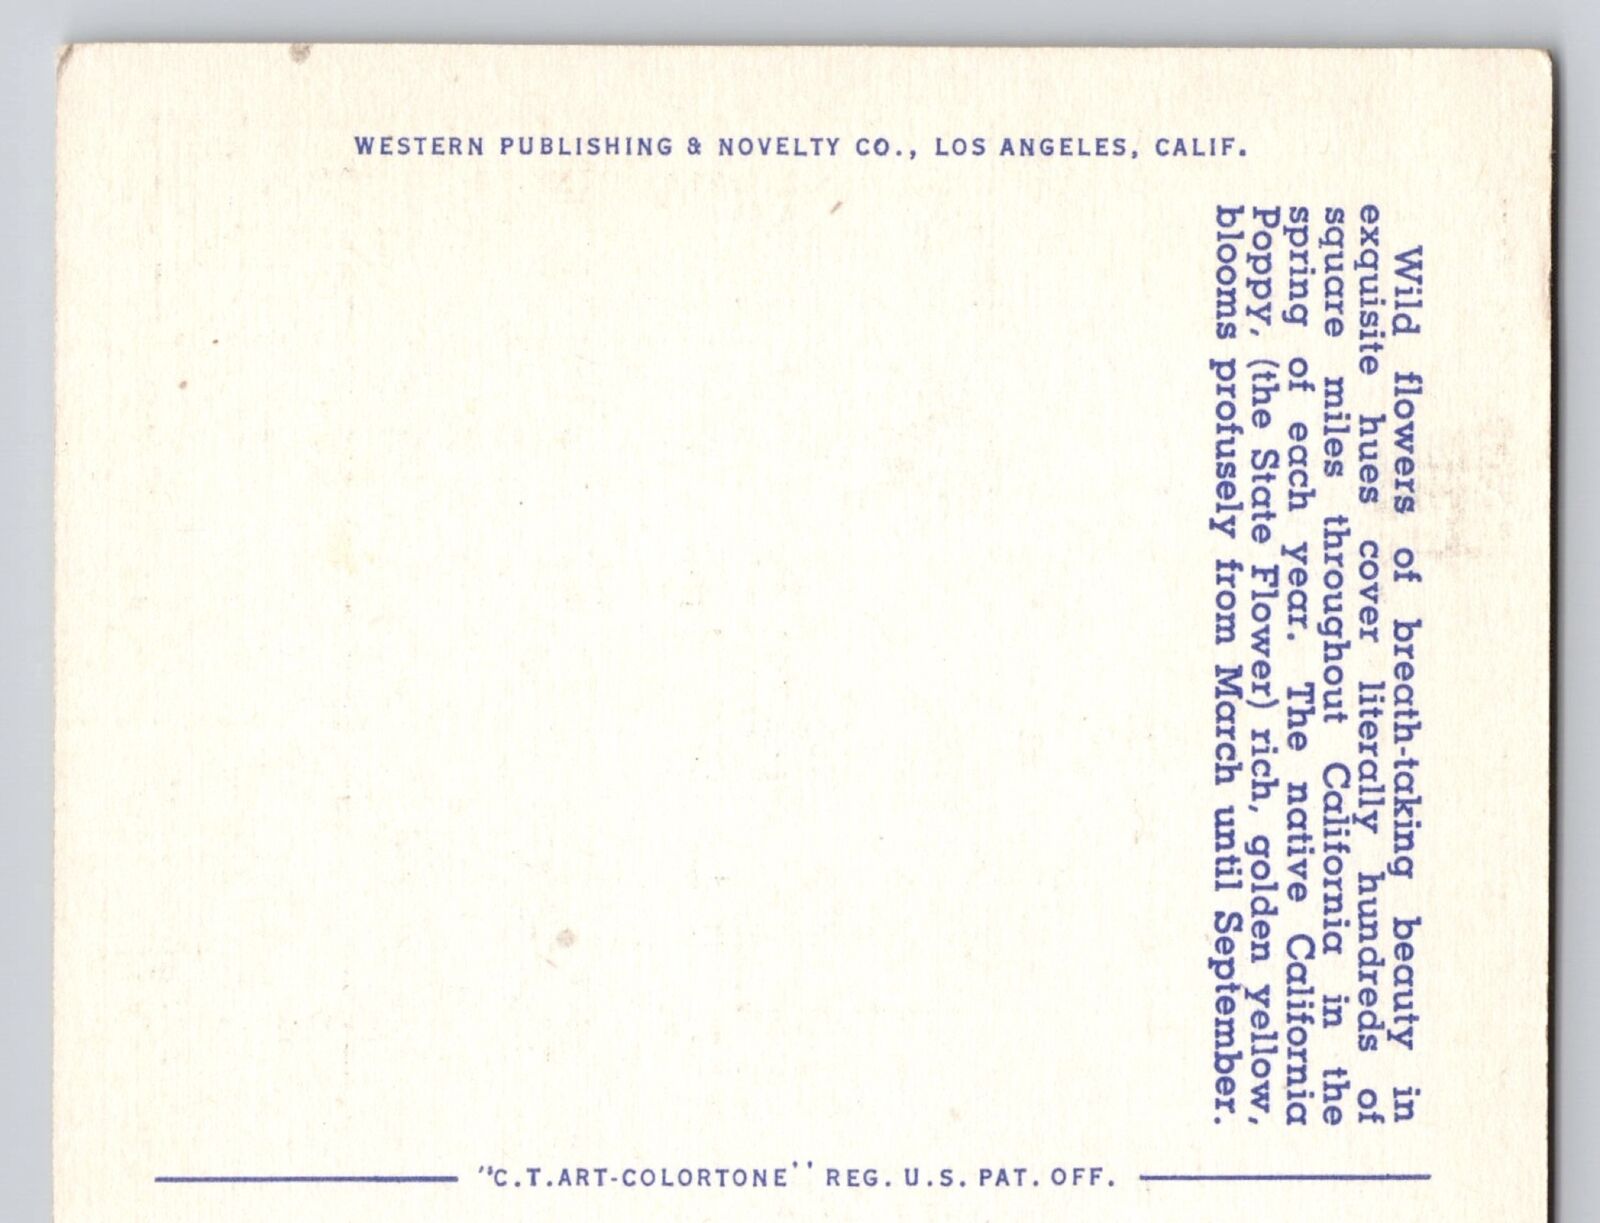 WESTERN PUBLISHING & NOVELTY CO., LOS ANGELES, CALIF.
Wild flowers of breath-taking beauty in
exquisite hues cover literally hundreds of
square miles throughout California in the
spring of each year. The native California
Poppy, (the State Flower) rich, golden yellow,
blooms profusely from March until September.
"C.T.ART-COLORTONE" REG. U.S. PAT. OFF.